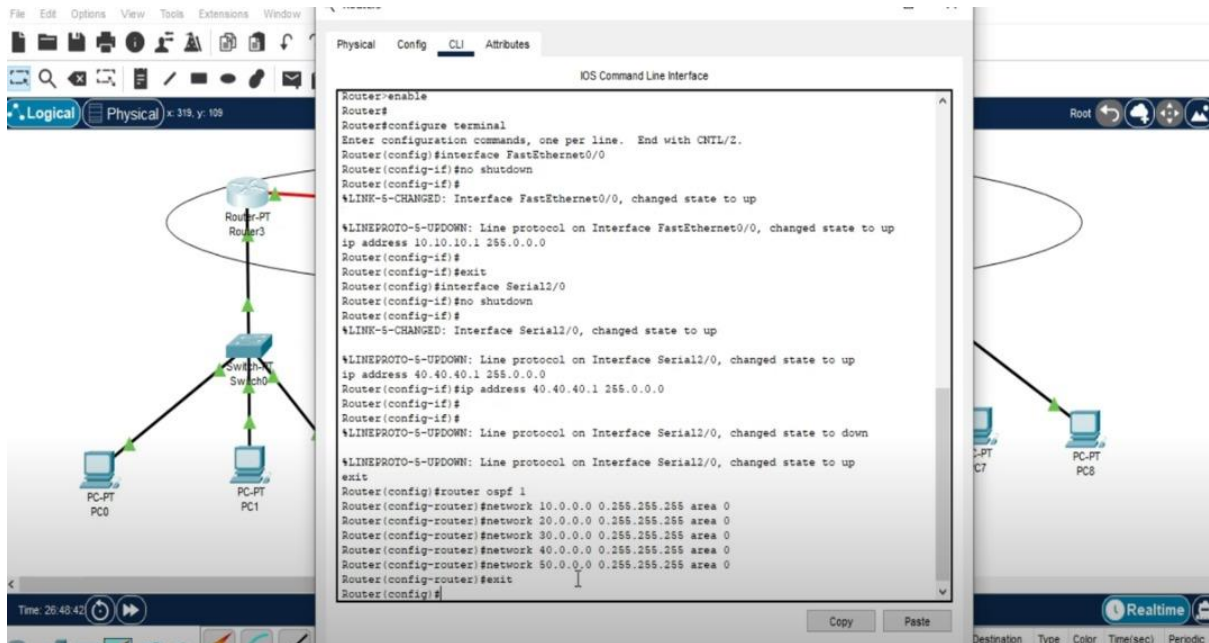 File Edit Options View Tools Extensions Window
Physical Config CLI Attributes
IOS Command Line Interface
Logical Physical x: 319, y: 109
Root
Router>enable
Router#
Router#configure terminal
Enter configuration commands, one per line. End with CNTL/Z.
Router(config)#interface FastEthernet0/0
Router(config-if)#no shutdown
Router(config-if)#
%LINK-5-CHANGED: Interface FastEthernet0/0, changed state to up
%LINEPROTO-5-UPDOWN: Line protocol on Interface FastEthernet0/0, changed state to up
ip address 10.10.10.1 255.0.0.0
Router(config-if)#
Router(config-if)#exit
Router(config)#interface Serial2/0
Router(config-if)#no shutdown
Router(config-if)#
%LINK-5-CHANGED: Interface Serial2/0, changed state to up
%LINEPROTO-5-UPDOWN: Line protocol on Interface Serial2/0, changed state to up
ip address 40.40.40.1 255.0.0.0
Router(config-if)#ip address 40.40.40.1 255.0.0.0
Router(config-if)#
Router(config-if)#
%LINEPROTO-5-UPDOWN: Line protocol on Interface Serial2/0, changed state to down
%LINEPROTO-5-UPDOWN: Line protocol on Interface Serial2/0, changed state to up
exit
Router(config)#router ospf 1
Router(config-router)#network 10.0.0.0 0.255.255.255 area 0
Router(config-router)#network 20.0.0.0 0.255.255.255 area 0
Router(config-router)#network 30.0.0.0 0.255.255.255 area 0
Router(config-router)#network 40.0.0.0 0.255.255.255 area 0
Router(config-router)#network 50.0.0.0 0.255.255.255 area 0
Router(config-router)#exit
Router(config)#
Router-PT
Router3
Switch-PT
Switch0
PC-PT
PC0
PC-PT
PC1
PC-PT
PC8
Time: 26:48:42
Realtime
Copy Paste
Destination Type Color Time(sec) Periodic